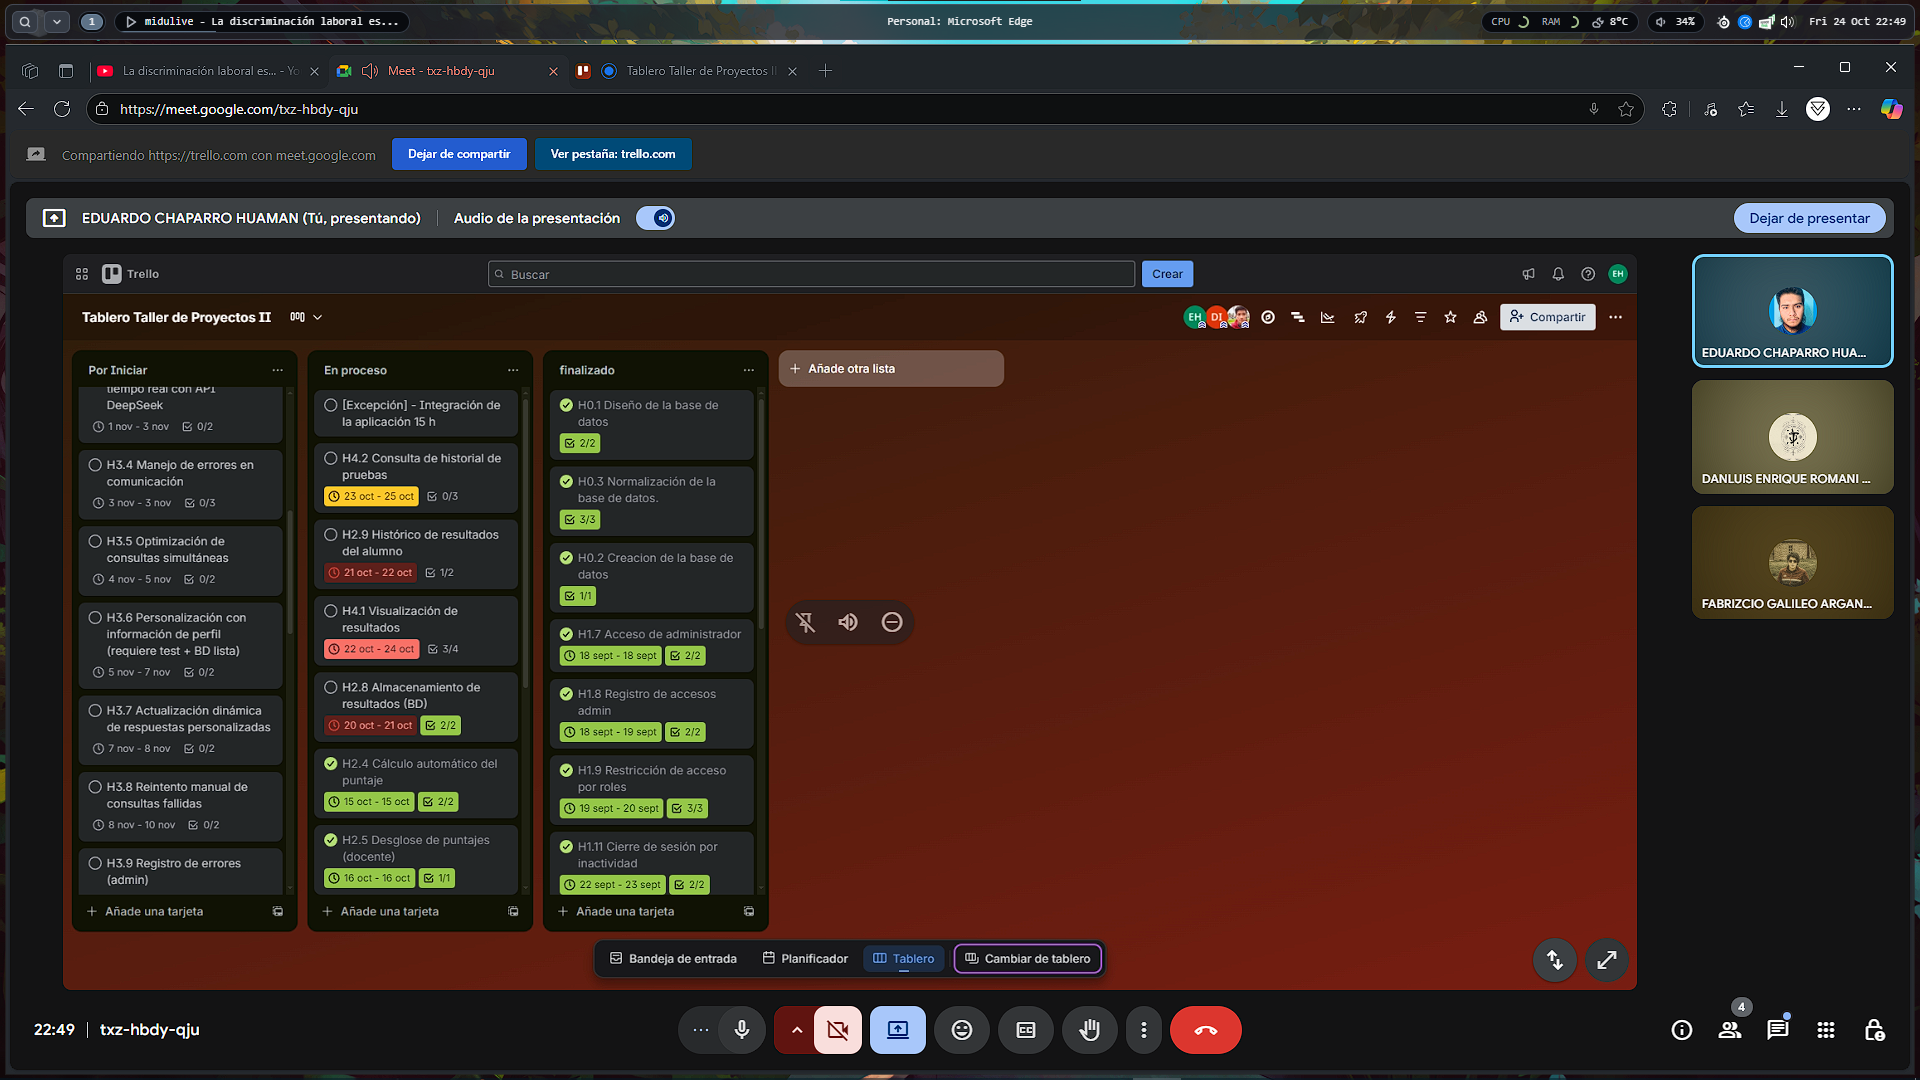 1
midulive - La discriminación laboral es...
Personal: Microsoft Edge
CPU
RAM
8°C
34%
Fri 24 Oct 22:49
La discriminación laboral es... - Yo
Meet - txz-hbdy-qju
Tablero Taller de Proyectos II
https://meet.google.com/txz-hbdy-qju
Compartiendo https://trello.com con meet.google.com
Dejar de compartir
Ver pestaña: trello.com
EDUARDO CHAPARRO HUAMAN (Tú, presentando)
Audio de la presentación
Dejar de presentar
Trello
Buscar
Crear
EH
Tablero Taller de Proyectos II
EH
DI
Compartir
Por Iniciar
tiempo real con API
DeepSeek
1 nov - 3 nov
0/2
H3.4 Manejo de errores en
comunicación
3 nov - 3 nov
0/3
H3.5 Optimización de
consultas simultáneas
4 nov - 5 nov
0/2
H3.6 Personalización con
información de perfil
(requiere test + BD lista)
5 nov - 7 nov
0/2
H3.7 Actualización dinámica
de respuestas personalizadas
7 nov - 8 nov
0/2
H3.8 Reintento manual de
consultas fallidas
8 nov - 10 nov
0/2
H3.9 Registro de errores
(admin)
Añade una tarjeta
En proceso
[Excepción] - Integración de
la aplicación 15 h
H4.2 Consulta de historial de
pruebas
23 oct - 25 oct
0/3
H2.9 Histórico de resultados
del alumno
21 oct - 22 oct
1/2
H4.1 Visualización de
resultados
22 oct - 24 oct
3/4
H2.8 Almacenamiento de
resultados (BD)
20 oct - 21 oct
2/2
H2.4 Cálculo automático del
puntaje
15 oct - 15 oct
2/2
H2.5 Desglose de puntajes
(docente)
16 oct - 16 oct
1/1
Añade una tarjeta
finalizado
H0.1 Diseño de la base de
datos
2/2
H0.3 Normalización de la
base de datos.
3/3
H0.2 Creacion de la base de
datos
1/1
H1.7 Acceso de administrador
18 sept - 18 sept
2/2
H1.8 Registro de accesos
admin
18 sept - 19 sept
2/2
H1.9 Restricción de acceso
por roles
19 sept - 20 sept
3/3
H1.11 Cierre de sesión por
inactividad
22 sept - 23 sept
2/2
Añade una tarjeta
Añade otra lista
EDUARDO CHAPARRO HUA...
DANLUIS ENRIQUE ROMANI ...
FABRIZCIO GALILEO ARGAN...
Bandeja de entrada
Planificador
Tablero
Cambiar de tablero
22:49
txz-hbdy-qju
4